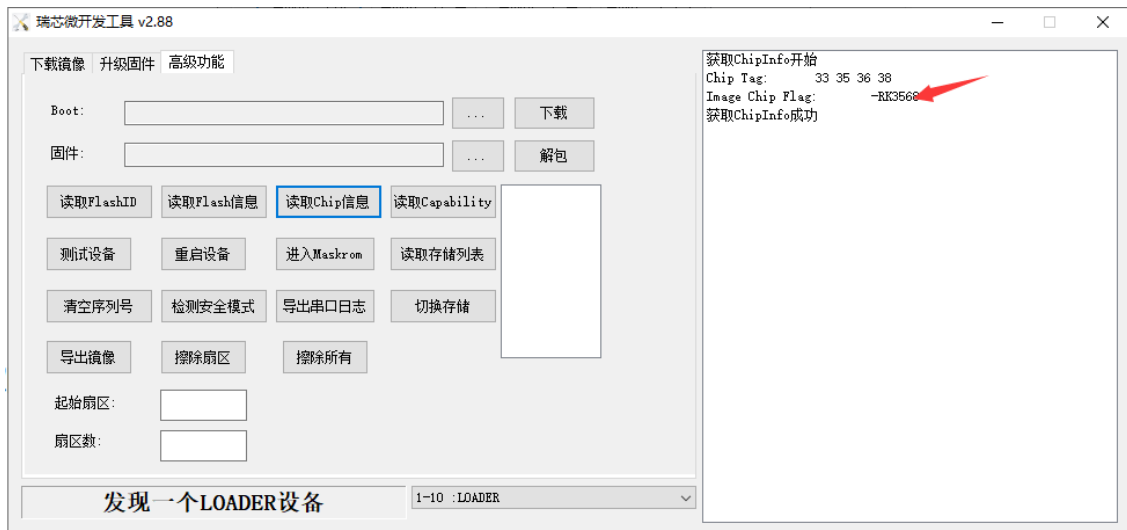 瑞芯微开发工具 v2.88
下载镜像 升级固件 高级功能
Boot: ... 下载
固件: ... 解包
读取FlashID 读取Flash信息 读取Chip信息 读取Capability
测试设备 重启设备 进入Maskrom 读取存储列表
清空序列号 检测安全模式 导出串口日志 切换存储
导出镜像 擦除扇区 擦除所有
起始扇区:
扇区数:
发现一个LOADER设备 1-10 :LOADER
获取ChipInfo开始
Chip Tag: 33 35 36 38
Image Chip Flag: -RK3568
获取ChipInfo成功